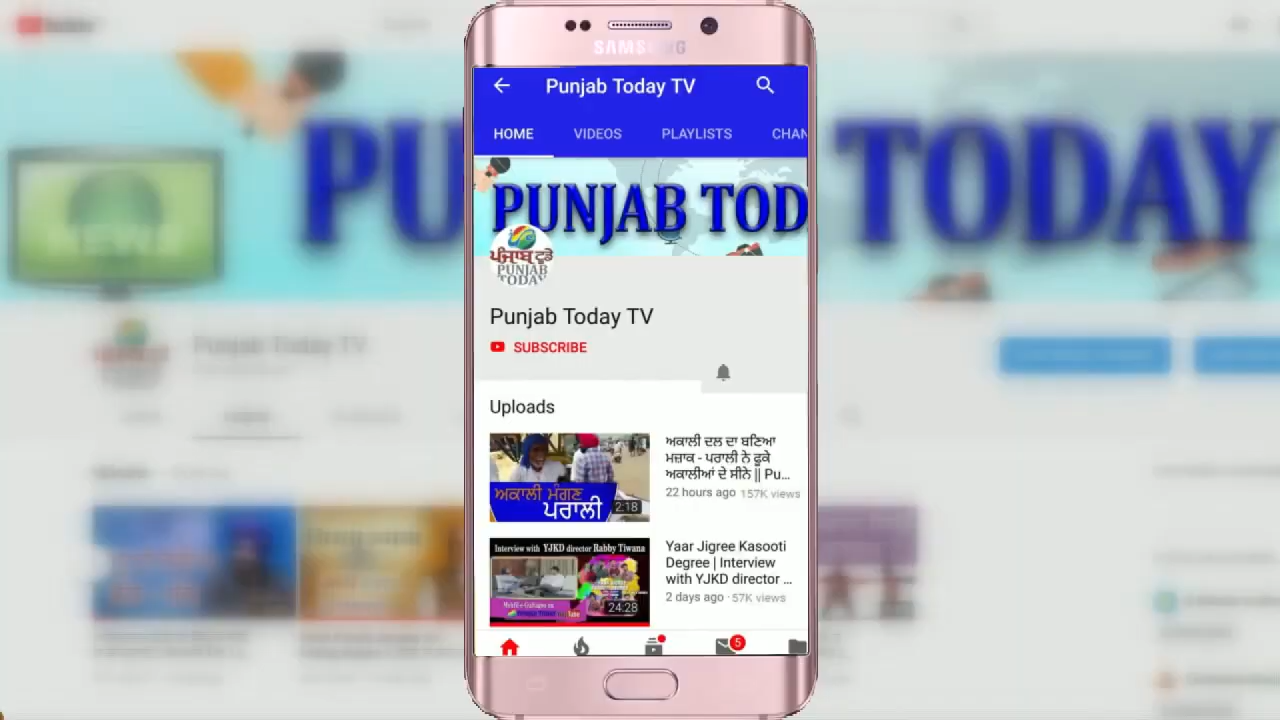 SAMSUNG
Punjab Today TV
HOME VIDEOS PLAYLISTS CHAN
PUNJAB TOD
ਪੰਜਾਬ ਟੂਡੇ
PUNJAB
TODAY
Punjab Today TV
SUBSCRIBE
Uploads
ਅਕਾਲੀ ਮੰਗਣ
ਪਰਾਲੀ
2:18
ਅਕਾਲੀ ਦਲ ਦਾ ਬਣਿਆ
ਮਜ਼ਾਕ - ਪਰਾਲੀ ਨੇ ਫੂਕੇ
ਅਕਾਲੀਆਂ ਦੇ ਸੀਨੇ || Pu...
22 hours ago 157K views
Interview with YJKD director Rabby Tiwana
24:28
Yaar Jigree Kasooti
Degree | Interview
with YJKD director ...
2 days ago · 57K views
5
PU
TODAY
Punjab Today TV